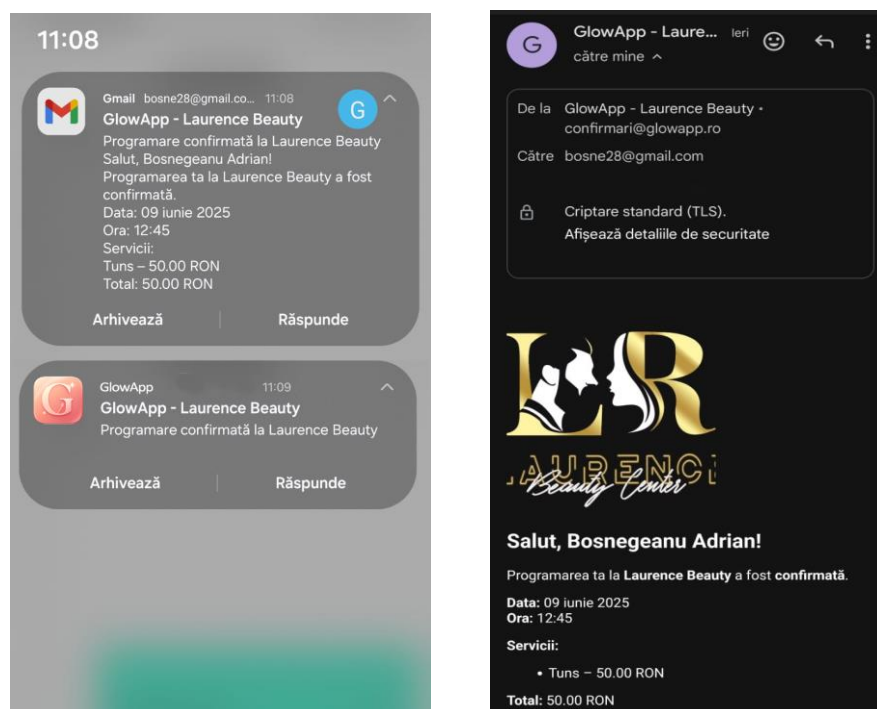 11:08
Gmail bosne28@gmail.co... 11:08
GlowApp - Laurence Beauty
G
Programare confirmată la Laurence Beauty
Salut, Bosnegeanu Adrian!
Programarea ta la Laurence Beauty a fost
confirmată.
Data: 09 iunie 2025
Ora: 12:45
Servicii:
Tuns – 50.00 RON
Total: 50.00 RON
Arhivează Răspunde
G
GlowApp 11:09
GlowApp - Laurence Beauty
Programare confirmată la Laurence Beauty
Arhivează Răspunde
G
GlowApp - Laure... Ieri
către mine
De la GlowApp - Laurence Beauty •
confirmari@glowapp.ro
Către bosne28@gmail.com
Criptare standard (TLS).
Afișează detaliile de securitate
LR
LAURENCE
Beauty Center
Salut, Bosnegeanu Adrian!
Programarea ta la Laurence Beauty a fost confirmată.
Data: 09 iunie 2025
Ora: 12:45
Servicii:
• Tuns – 50.00 RON
Total: 50.00 RON